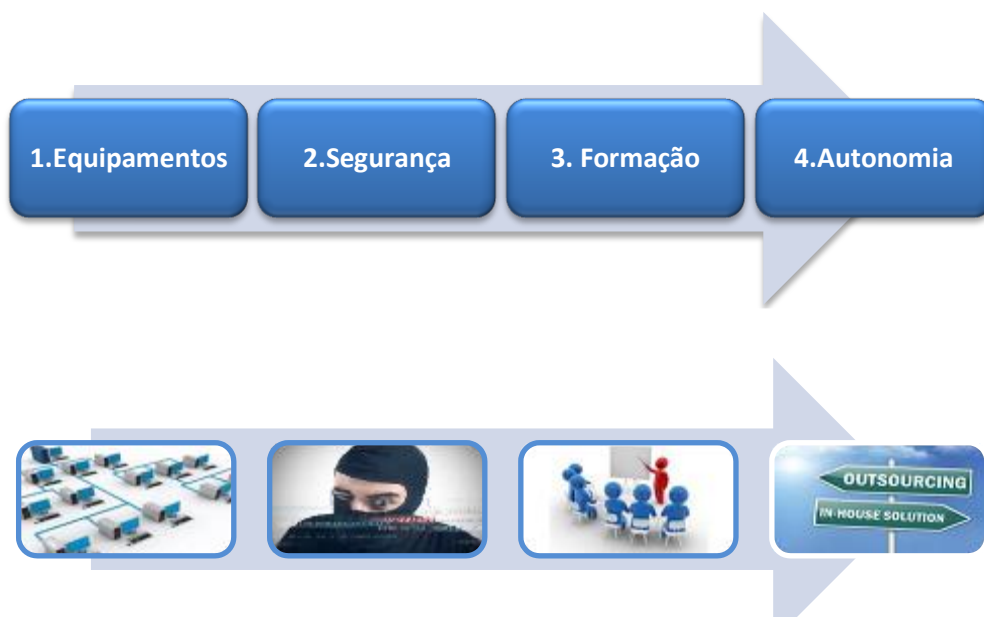 1.Equipamentos
2.Segurança
3. Formação
4.Autonomia
OUTSOURCING
IN-HOUSE SOLUTION